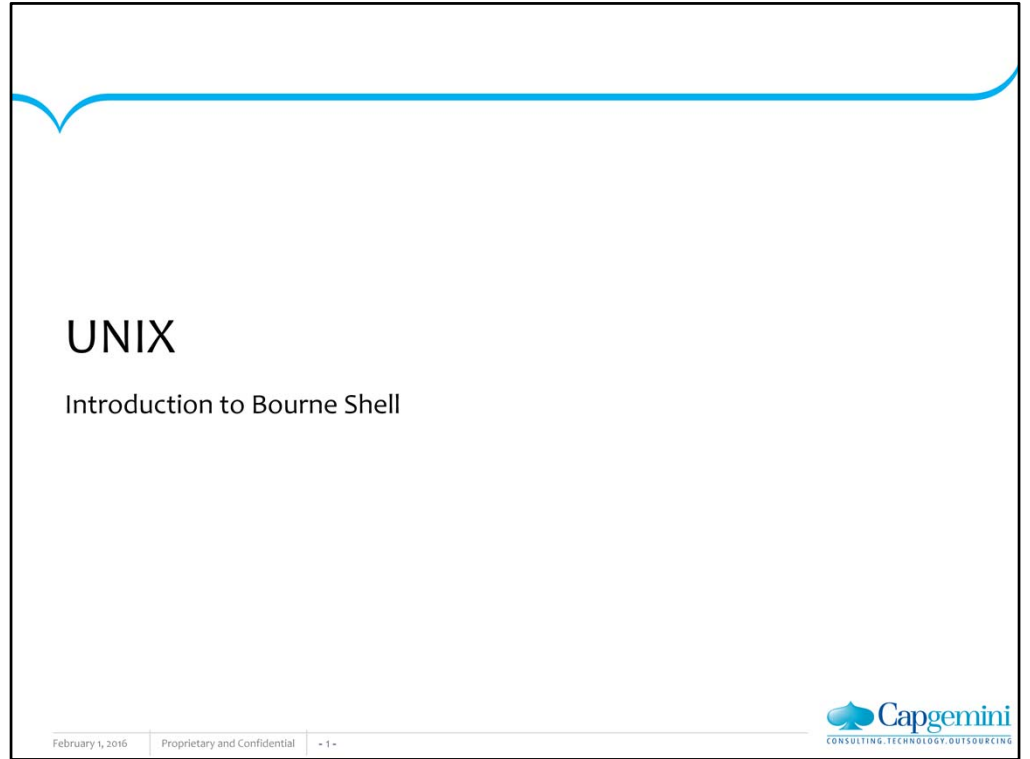 UNIX
Introduction to Bourne Shell
February 1, 2016 Proprietary and Confidential - 1 -
Capgemini
CONSULTING.TECHNOLOGY.OUTSOURCING